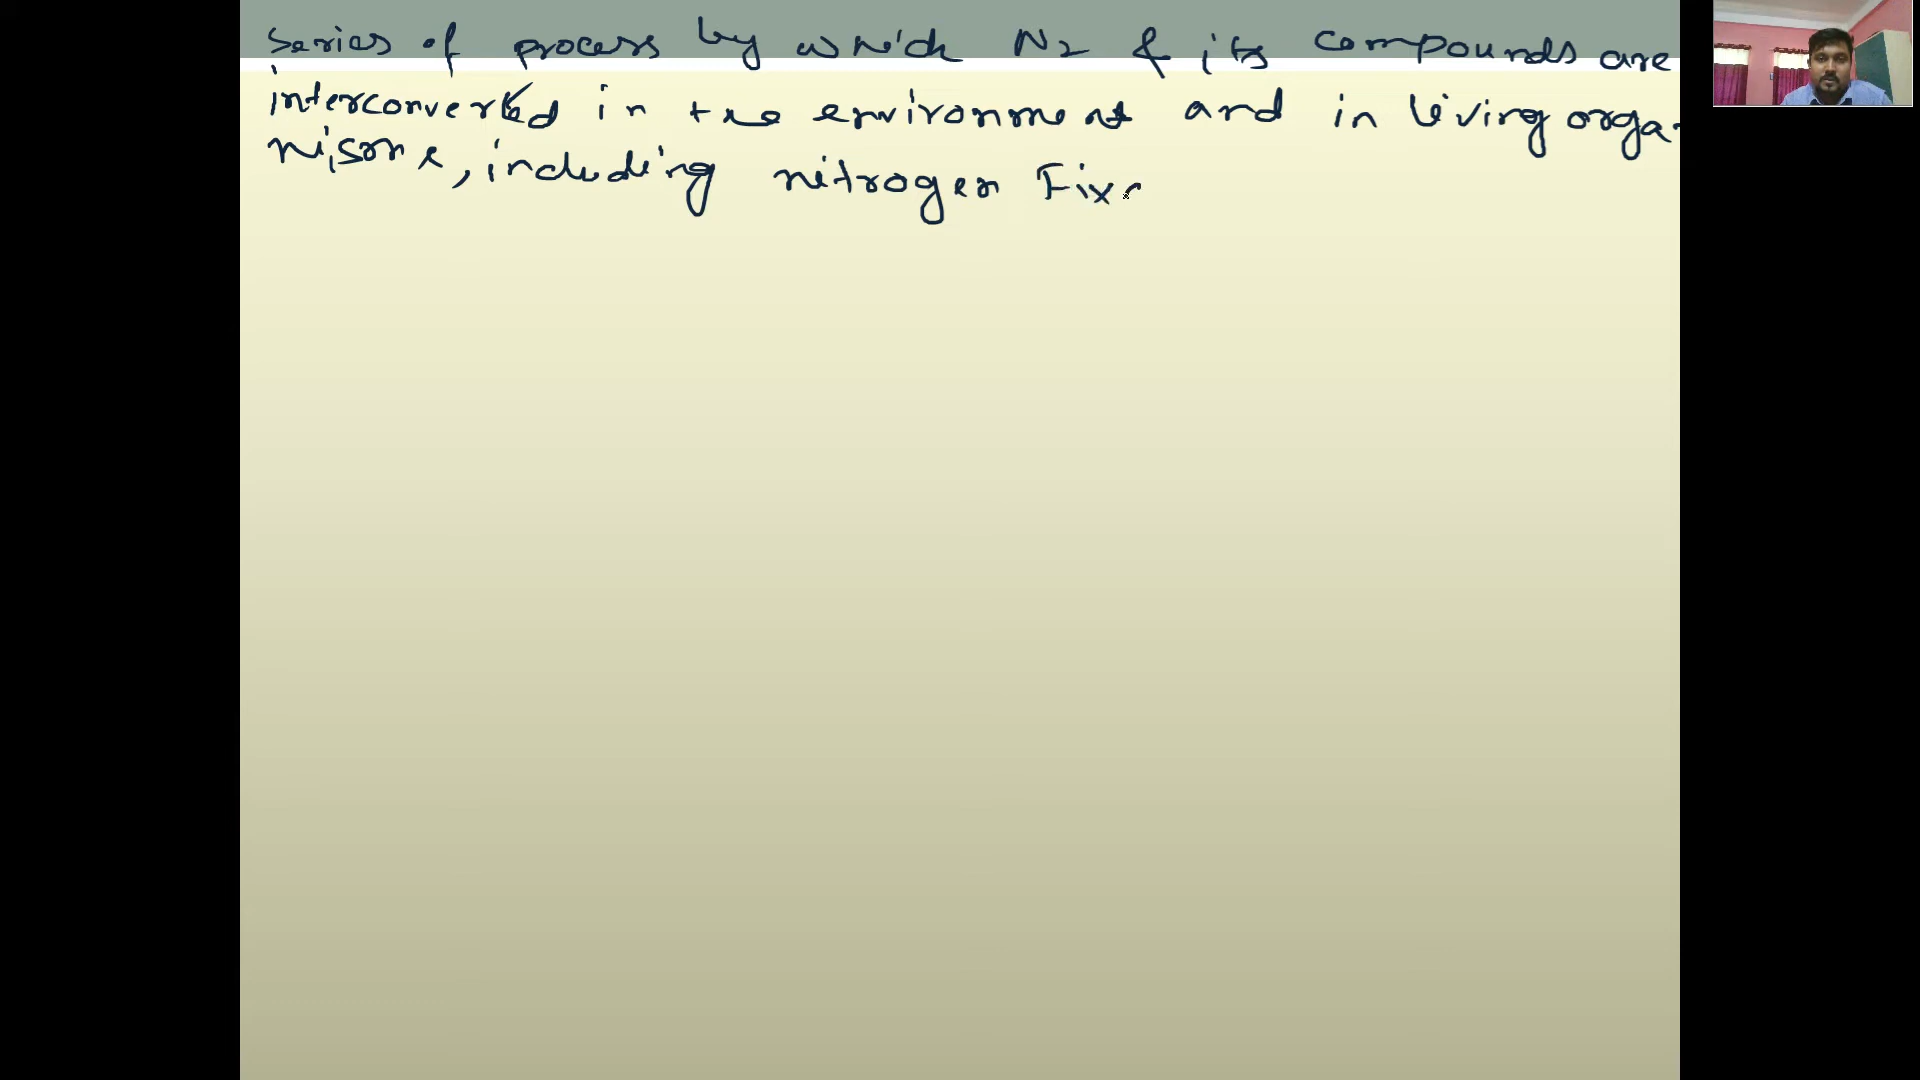 series of process by which N2 & its compounds are
interconverted in the environment and in living orga-
nisms, including nitrogen Fixa